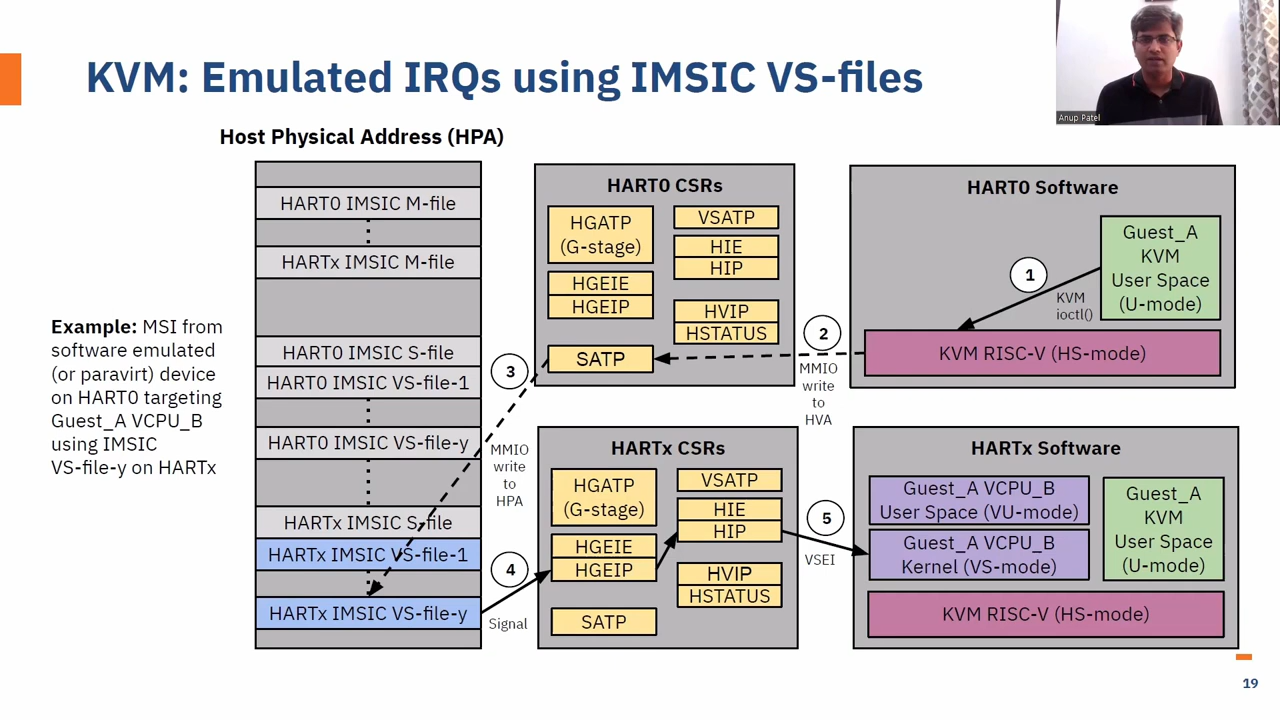 KVM: Emulated IRQs using IMSIC VS-files
Anup Patel
Host Physical Address (HPA)
HART0 IMSIC M-file
HARTx IMSIC M-file
HART0 IMSIC S-file
HART0 IMSIC VS-file-1
HART0 IMSIC VS-file-y
HARTx IMSIC S-file
HARTx IMSIC VS-file-1
HARTx IMSIC VS-file-y
Example: MSI from
software emulated
(or paravirt) device
on HART0 targeting
Guest_A VCPU_B
using IMSIC
VS-file-y on HARTx
HART0 CSRs
HGATP
(G-stage)
HGEIE
HGEIP
SATP
VSATP
HIE
HIP
HVIP
HSTATUS
HART0 Software
Guest_A
KVM
User Space
(U-mode)
1
KVM
ioctl()
KVM RISC-V (HS-mode)
2
MMIO
write
to
HVA
3
MMIO
write
to
HPA
HARTx CSRs
HGATP
(G-stage)
HGEIE
HGEIP
SATP
VSATP
HIE
HIP
HVIP
HSTATUS
4
Signal
5
VSEI
HARTx Software
Guest_A VCPU_B
User Space (VU-mode)
Guest_A VCPU_B
Kernel (VS-mode)
Guest_A
KVM
User Space
(U-mode)
KVM RISC-V (HS-mode)
19